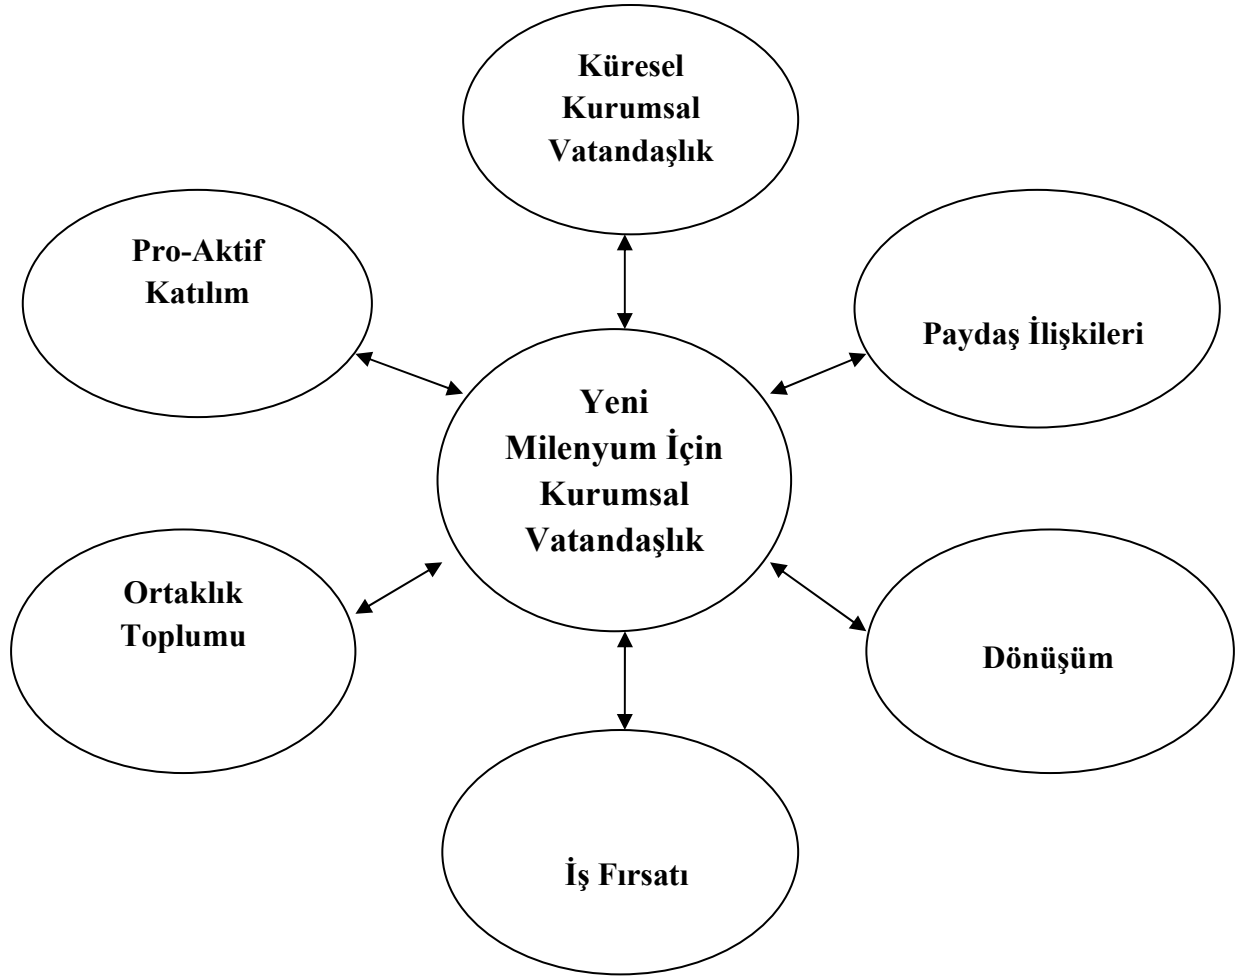 Küresel
Kurumsal
Vatandaşlık
Pro-Aktif
Katılım
Paydaş İlişkileri
Yeni
Milenyum İçin
Kurumsal
Vatandaşlık
Ortaklık
Toplumu
Dönüşüm
İş Fırsatı